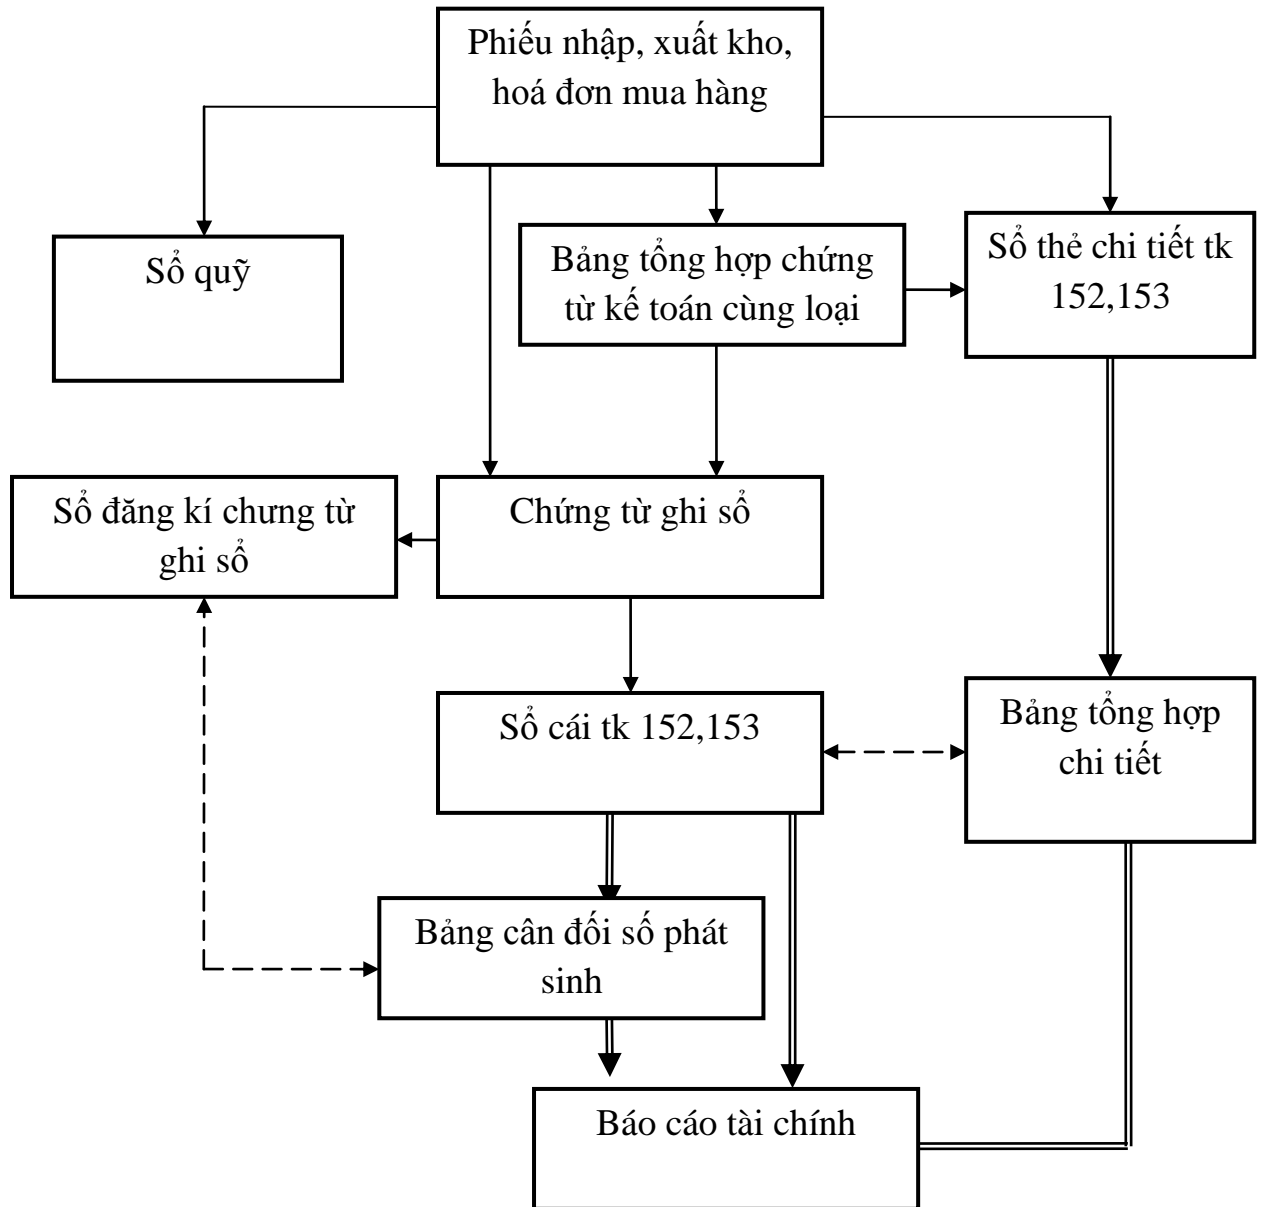 Phiếu nhập, xuất kho,
hoá đơn mua hàng
Sổ quỹ
Bảng tổng hợp chứng
từ kế toán cùng loại
Sổ thẻ chi tiết tk
152,153
Sổ đăng kí chưng từ
ghi sổ
Chứng từ ghi sổ
Sổ cái tk 152,153
Bảng tổng hợp
chi tiết
Bảng cân đối số phát
sinh
Báo cáo tài chính